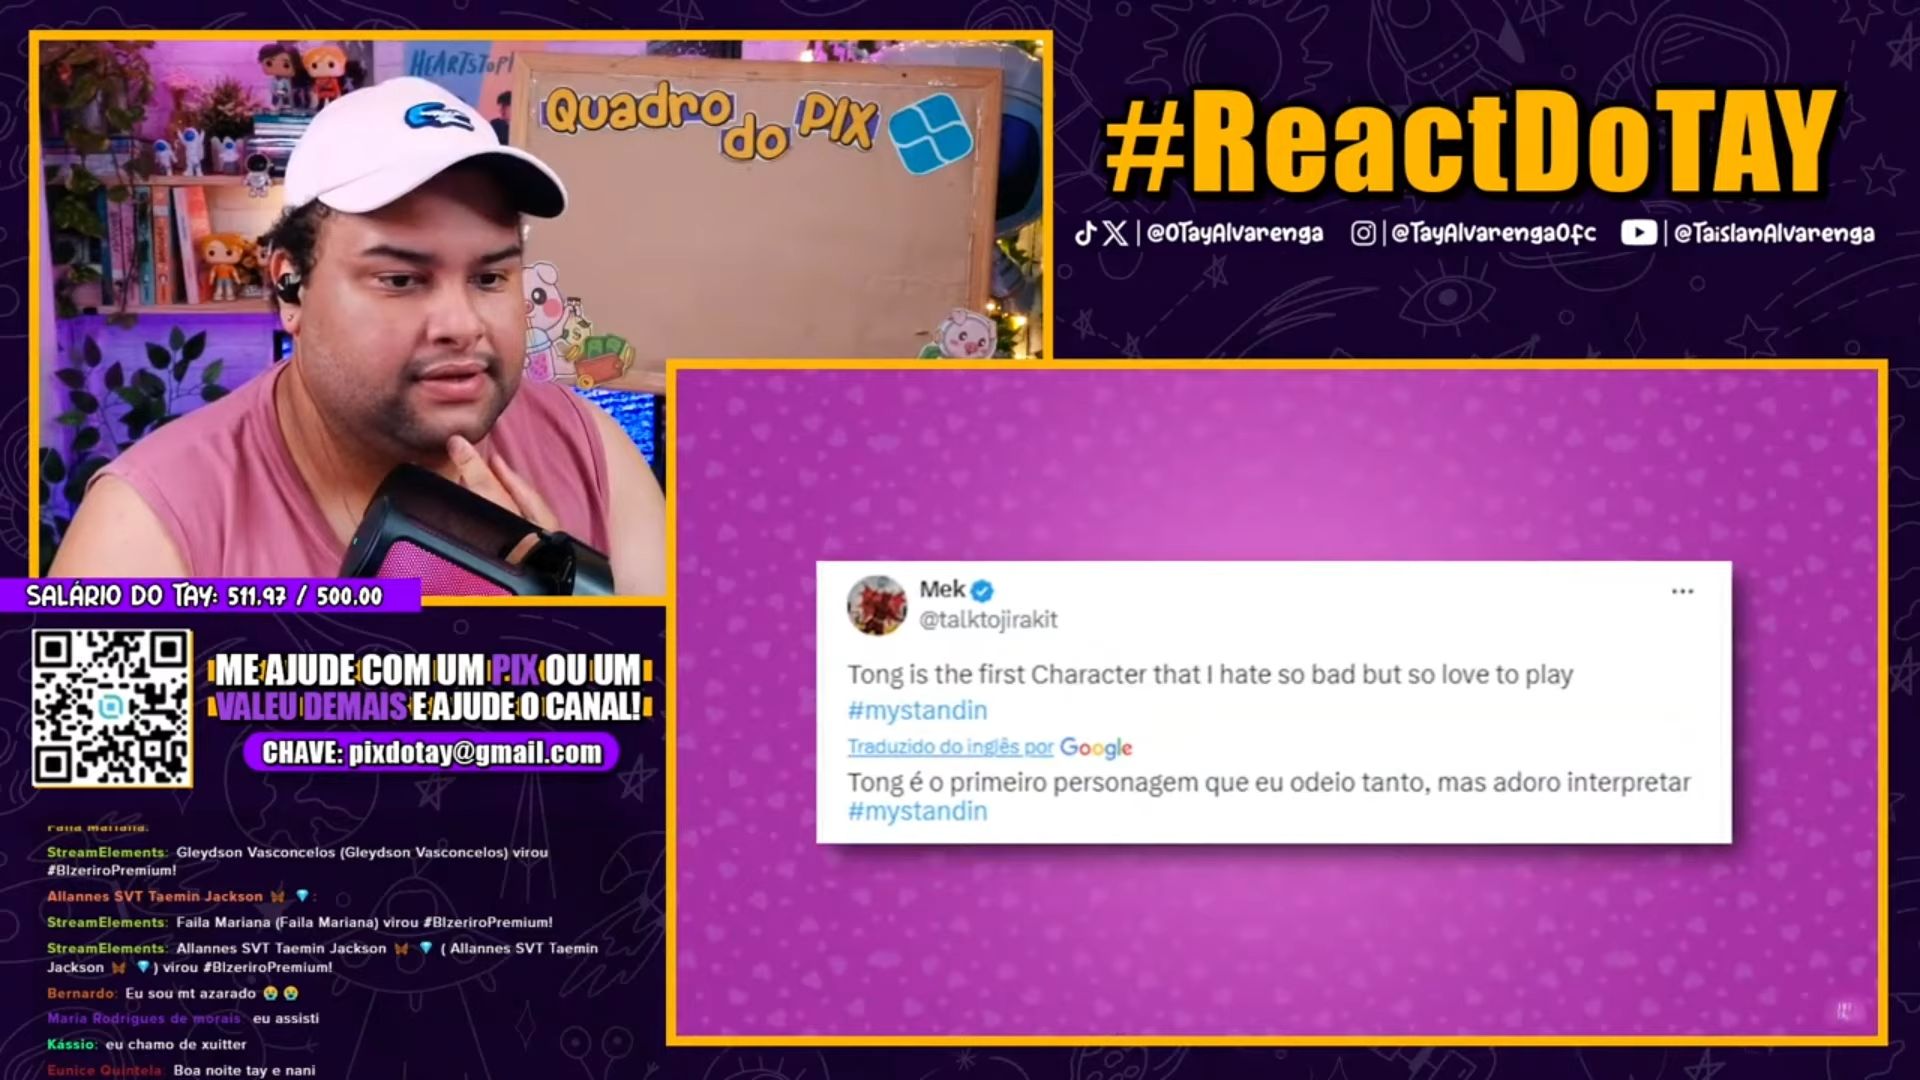 HEARTSTOP
Quadro do PIX
#ReactDoTAY
| @OTayAlvarenga | @TayAlvarengaOfc | @TaislanAlvarenga
Mek
@talktojirakit
Tong is the first Character that I hate so bad but so love to play
#mystandin
Traduzido do inglês por Google
Tong é o primeiro personagem que eu odeio tanto, mas adoro interpretar
#mystandin
SALÁRIO DO TAY: 511.97 / 500.00
ME AJUDE COM UM PIX OU UM
VALEU DEMAIS E AJUDE O CANAL!
CHAVE: pixdotay@gmail.com
StreamElements: Gleydson Vasconcelos (Gleydson Vasconcelos) virou
#BlzeriroPremium!
Allannes SVT Taemin Jackson 🦋 💎 :
StreamElements: Faila Mariana (Faila Mariana) virou #BlzeriroPremium!
StreamElements: Allannes SVT Taemin Jackson 🦋 💎 ( Allannes SVT Taemin
Jackson 🦋 💎 ) virou #BlzeriroPremium!
Bernardo: Eu sou mt azarado 😭 😭
Maria Rodrigues de morais: eu assisti
Kássio: eu chamo de xuitter
Eunice Quintela: Boa noite tay e nani